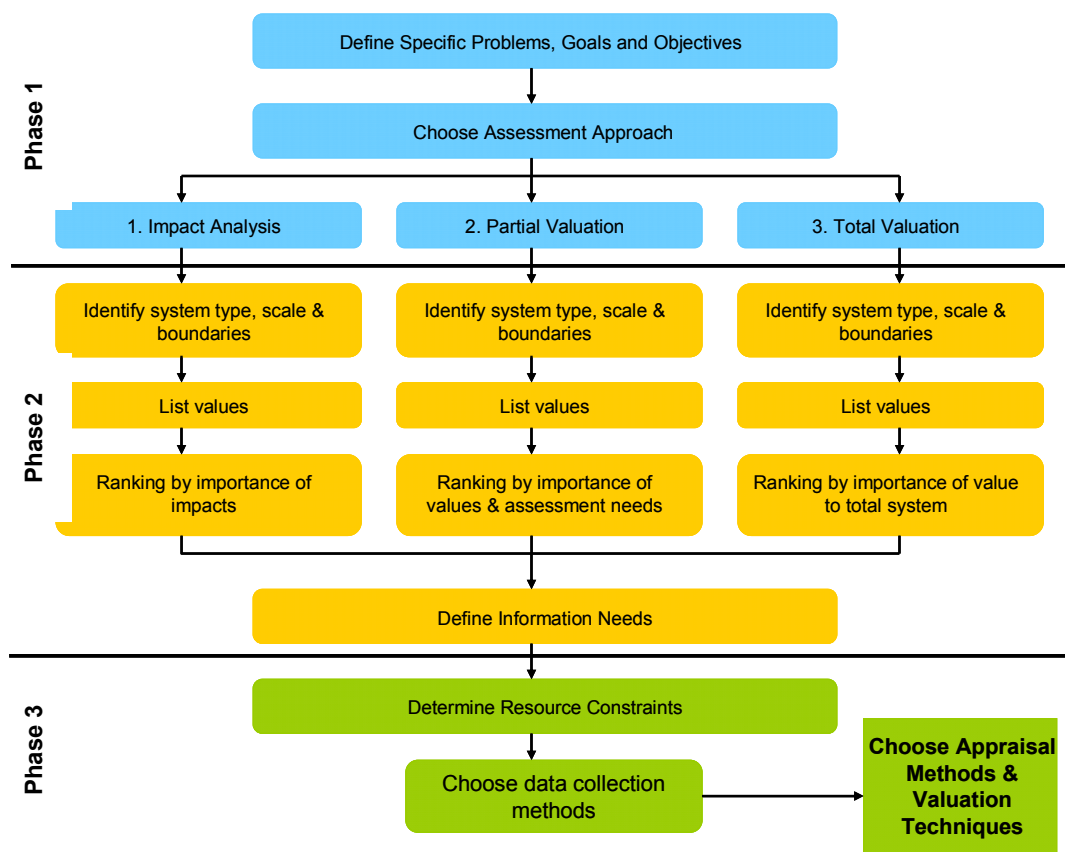 Phase 1
Define Specific Problems, Goals and Objectives
Choose Assessment Approach
1. Impact Analysis
2. Partial Valuation
3. Total Valuation
Phase 2
Identify system type, scale &
boundaries
Identify system type, scale &
boundaries
Identify system type, scale &
boundaries
List values
List values
List values
Ranking by importance of
impacts
Ranking by importance of
values & assessment needs
Ranking by importance of value
to total system
Define Information Needs
Phase 3
Determine Resource Constraints
Choose data collection
methods
Choose Appraisal
Methods &
Valuation
Techniques